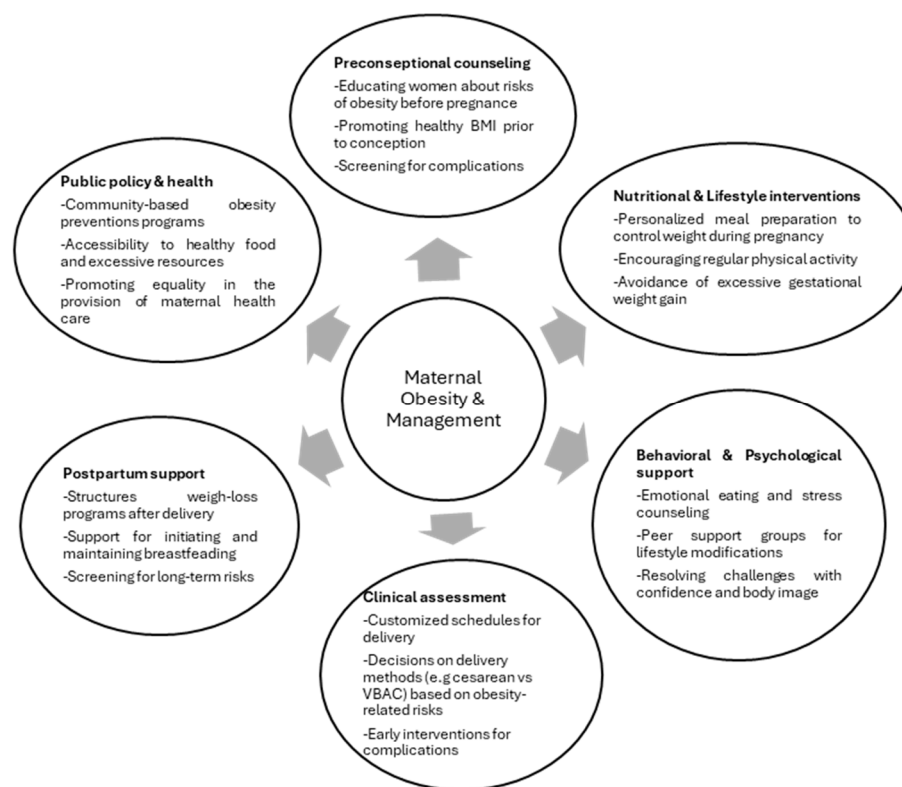 Preconseptional counseling
-Educating women about risks
of obesity before pregnance
-Promoting healthy BMI prior
to conception
-Screening for complications
Public policy & health
-Community-based obesity
preventions programs
-Accessibility to healthy food
and excessive resources
-Promoting equality in the
provision of maternal health
care
Nutritional & Lifestyle interventions
-Personalized meal preparation to
control weight during pregnancy
-Encouraging regular physical activity
-Avoidance of excessive gestational
weight gain
Maternal
Obesity &
Management
Postpartum support
-Structures weigh-loss
programs after delivery
-Support for initiating and
maintaining breastfeading
-Screening for long-term risks
Behavioral & Psychological
support
-Emotional eating and stress
counseling
-Peer support groups for
lifestyle modifications
-Resolving challenges with
confidence and body image
Clinical assessment
-Customized schedules for
delivery
-Decisions on delivery
methods (e.g cesarean vs
VBAC) based on obesity-
related risks
-Early interventions for
complications